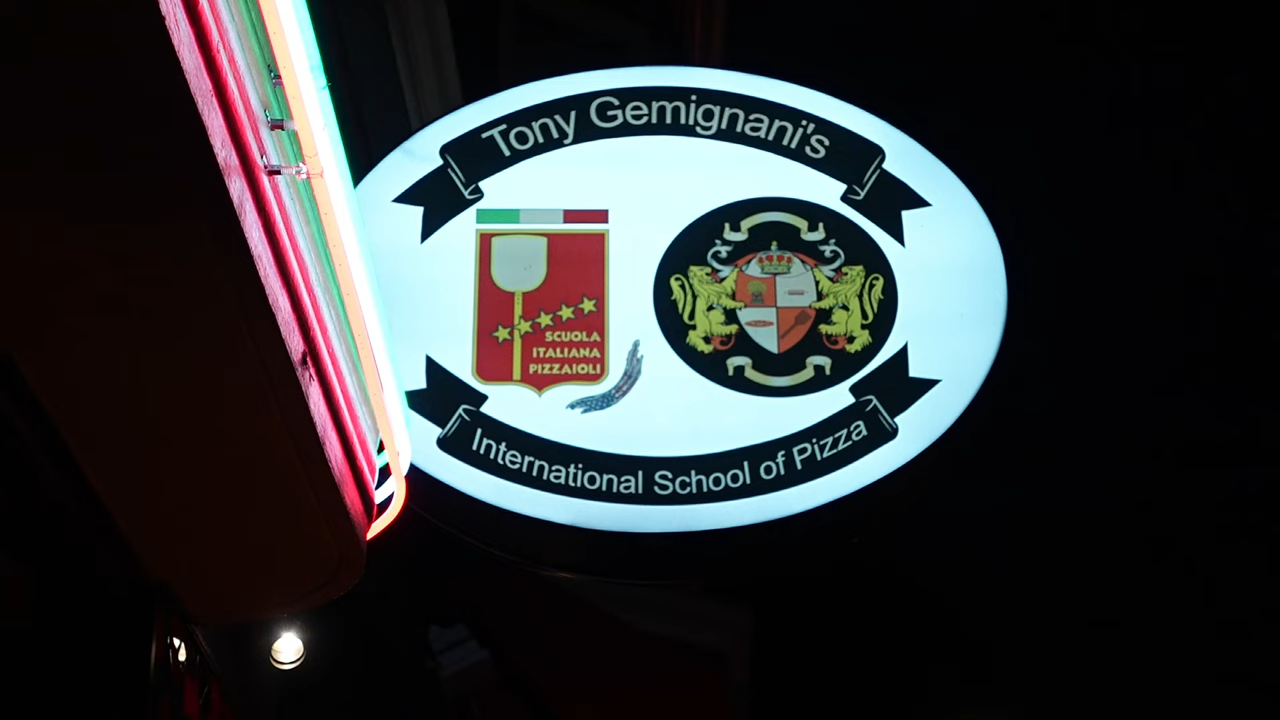 Tony Gemignani's
SCUOLA
ITALIANA
PIZZAIOLI
International School of Pizza